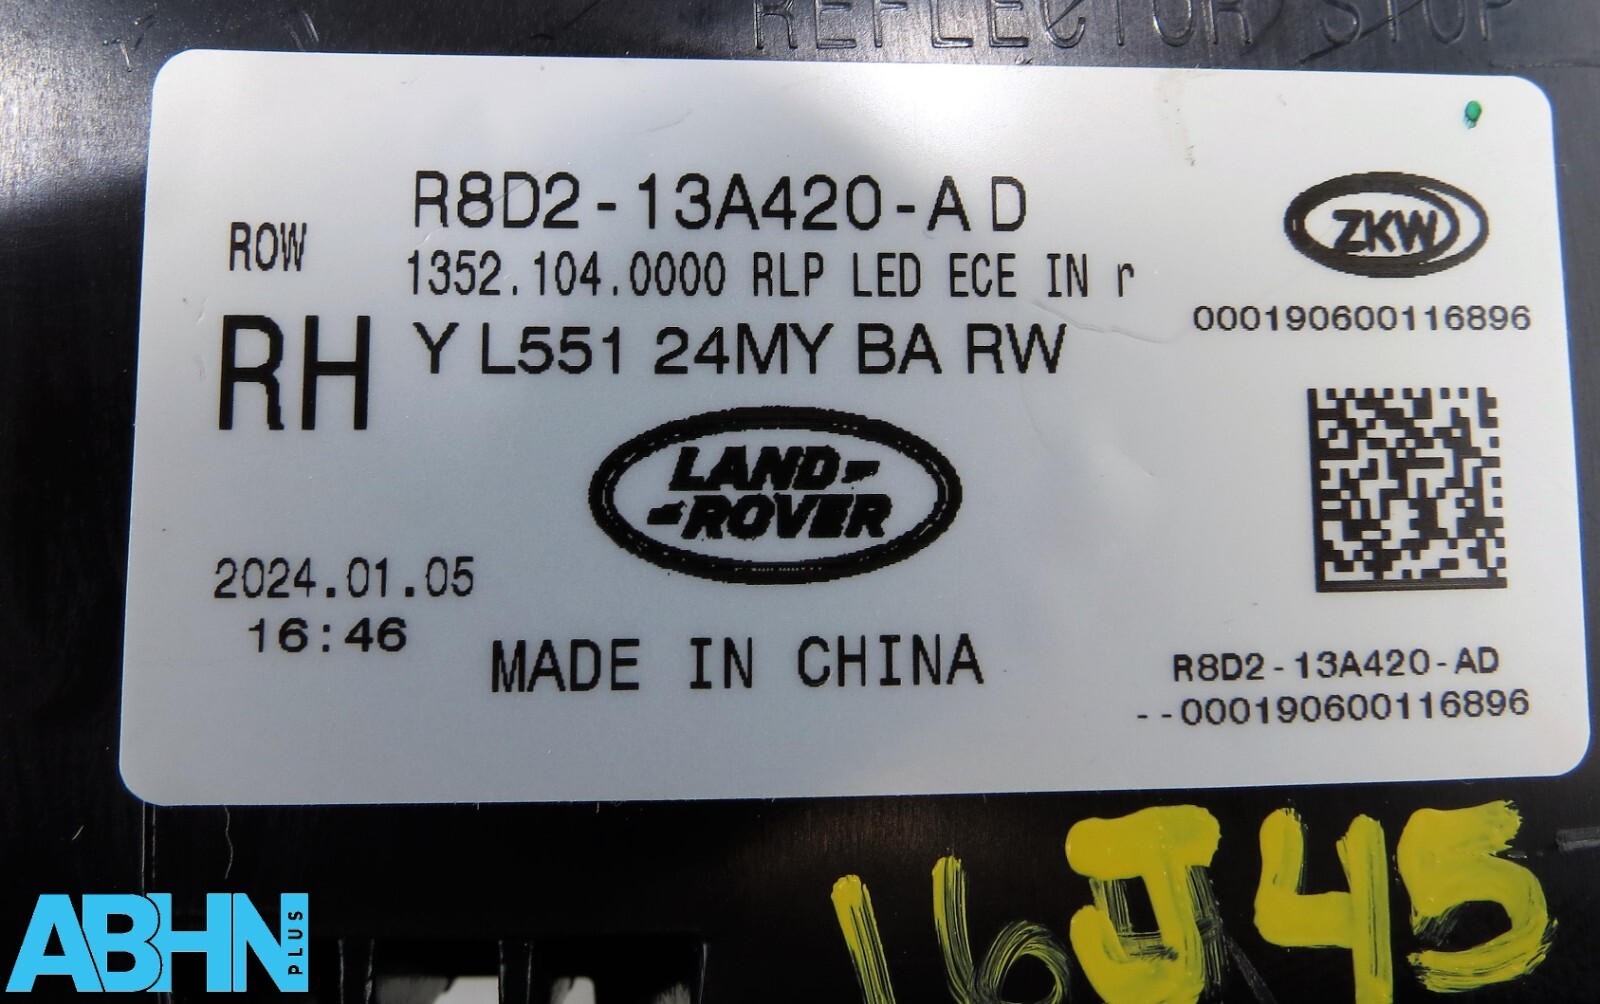 REFLECTOR STOP
R8D2-13A420-AD
ROW
1352.104.0000 RLP LED ECE IN r
RH
Y L551 24MY BA RW
ZKW
000190600116896
LAND-
-ROVER
2024.01.05
16:46
MADE IN CHINA
R8D2-13A420-AD
--000190600116896
16J45
ABHN
PLUS